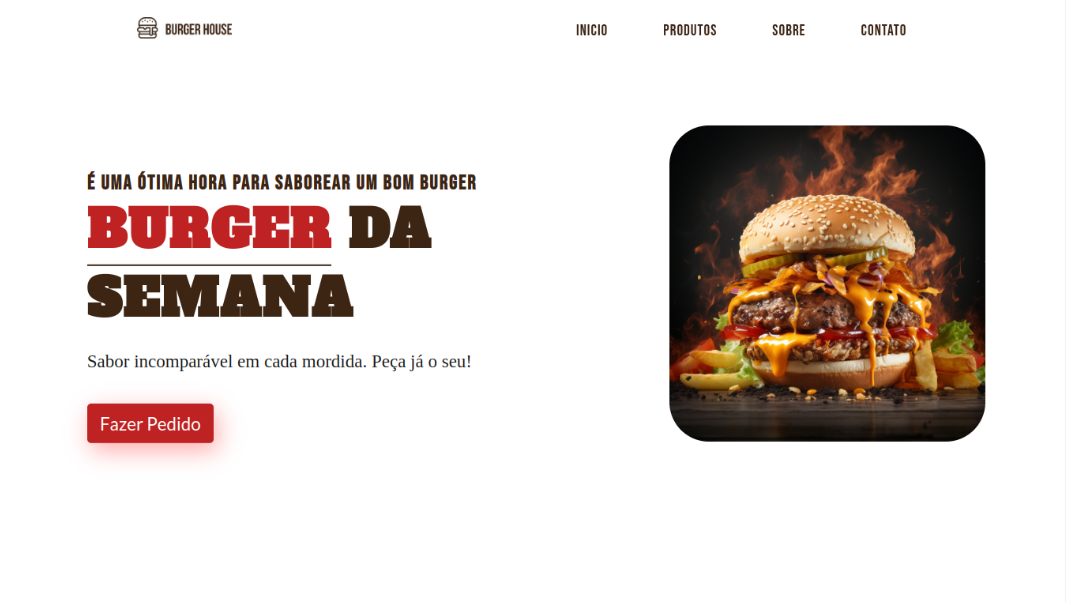 BURGER HOUSE
INICIO
PRODUTOS
SOBRE
CONTATO
É UMA ÓTIMA HORA PARA SABOREAR UM BOM BURGER
BURGER DA
SEMANA
Sabor incomparável em cada mordida. Peça já o seu!
Fazer Pedido